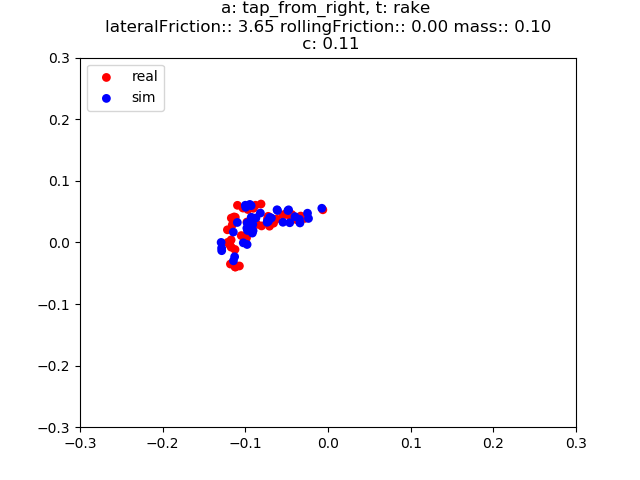 a: tap_from_right, t: rake
lateralFriction:: 3.65 rollingFriction:: 0.00 mass:: 0.10
c: 0.11
real
sim
0.3
0.2
0.1
0.0
−0.1
−0.2
−0.3
−0.3 −0.2 −0.1 0.0 0.1 0.2 0.3